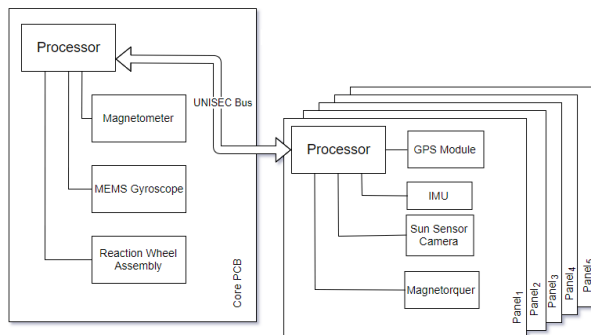 Processor
UNISEC Bus
Magnetometer
MEMS Gyroscope
Reaction Wheel
Assembly
Core PCB
Processor
GPS Module
IMU
Sun Sensor
Camera
Magnetorquer
Panel1
Panel2
Panel3
Panel4
Panel5